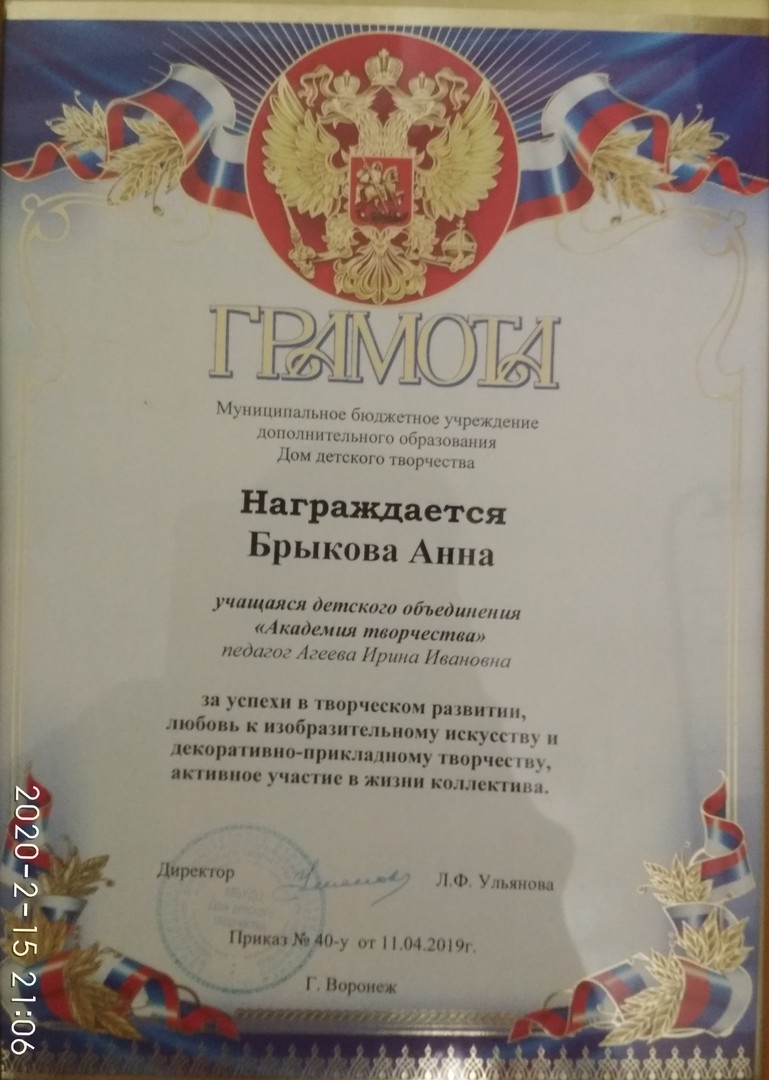 ГРАМОТА
Муниципальное бюджетное учреждение
дополнительного образования
Дом детского творчества
Награждается
Брыкова Анна
учащаяся детского объединения
«Академия творчества»
педагог Агеева Ирина Ивановна
за успехи в творческом развитии,
любовь к изобразительному искусству и
декоративно-прикладному творчеству,
активное участие в жизни коллектива.
Директор Л.Ф. Ульянова
Приказ № 40-у от 11.04.2019г.
Г. Воронеж
2020-2-15 21:06